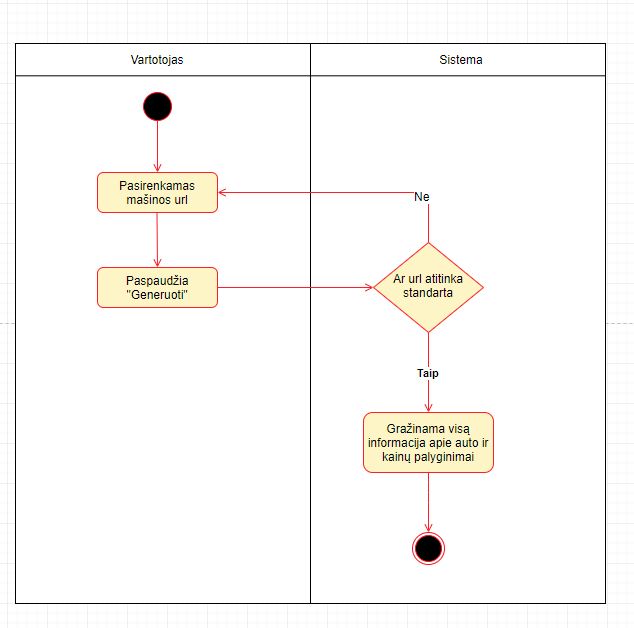 Vartotojas
Sistema
Pasirenkamas
mašinos url
Ne
Paspaudžia
"Generuoti"
Ar url atitinka
standarta
Taip
Gražinama visą
informacija apie auto ir
kainų palyginimai